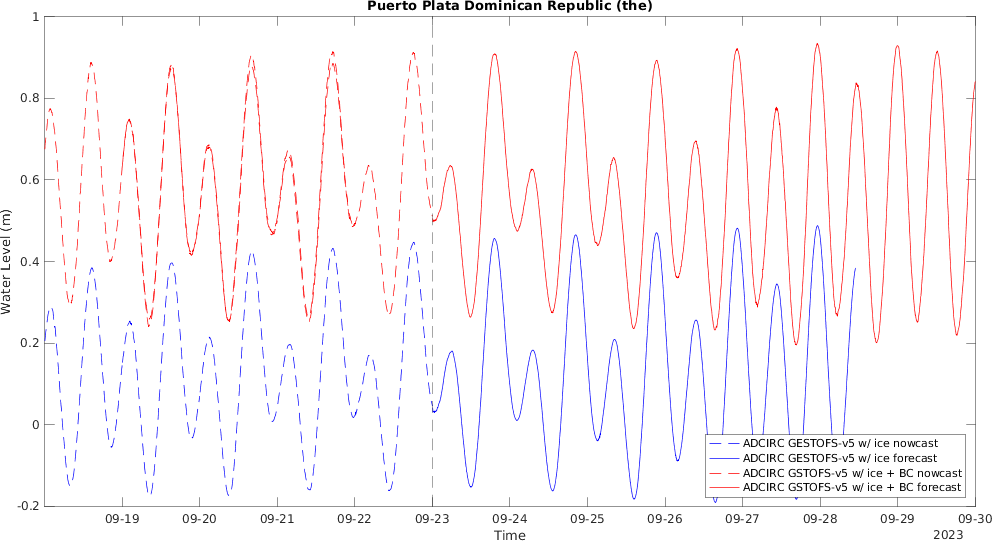 Puerto Plata Dominican Republic (the)
1
0.8
0.6
0.4
0.2
0
-0.2
Water Level (m)
ADCIRC GESTOFS-v5 w/ ice nowcast
ADCIRC GESTOFS-v5 w/ ice forecast
ADCIRC GSTOFS-v5 w/ ice + BC nowcast
ADCIRC GSTOFS-v5 w/ ice + BC forecast
09-19 09-20 09-21 09-22 09-23 09-24 09-25 09-26 09-27 09-28 09-29 09-30
Time
2023